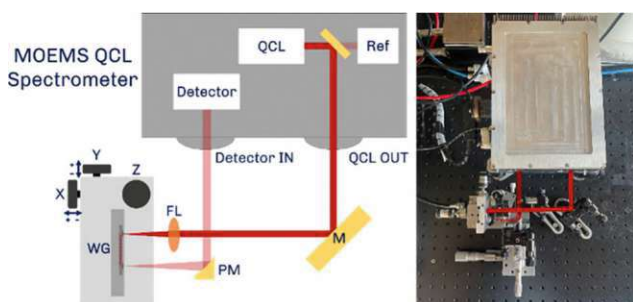 MOEMS QCL
Spectrometer
QCL
Ref
Detector
Detector IN
QCL OUT
Y
X
Z
FL
WG
M
PM